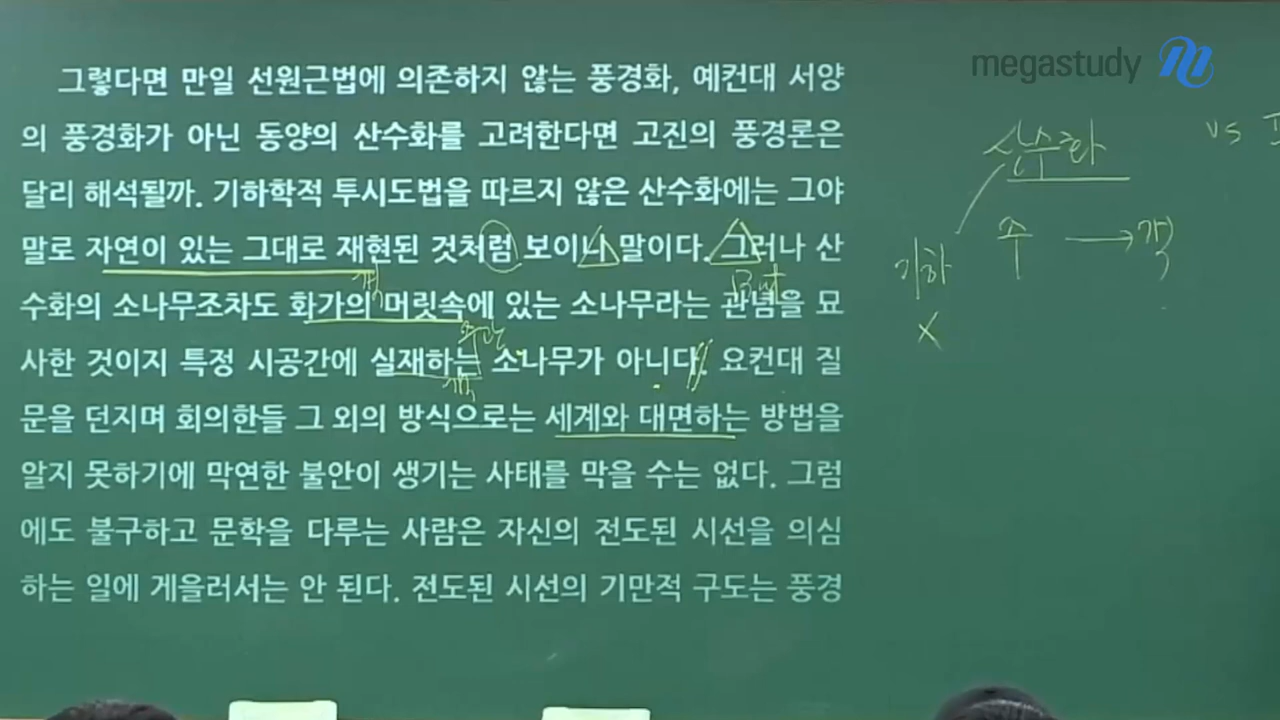 megastudy
그렇다면 만일 선원근법에 의존하지 않는 풍경화, 예컨대 서양
의 풍경화가 아닌 동양의 산수화를 고려한다면 고진의 풍경론은
달리 해석될까. 기하학적 투시도법을 따르지 않은 산수화에는 그야
말로 자연이 있는 그대로 재현된 것처럼 보이니 말이다. 그러나 산
수화의 소나무조차도 화가의 머릿속에 있는 소나무라는 관념을 묘
사한 것이지 특정 시공간에 실재하는 소나무가 아니다. 요컨대 질
문을 던지며 회의한들 그 외의 방식으로는 세계와 대면하는 방법을
알지 못하기에 막연한 불안이 생기는 사태를 막을 수는 없다. 그럼
에도 불구하고 문학을 다루는 사람은 자신의 전도된 시선을 의심
하는 일에 게을러서는 안 된다. 전도된 시선의 기만적 구도는 풍경
산수화
vs
주 → 객
기하
X
But